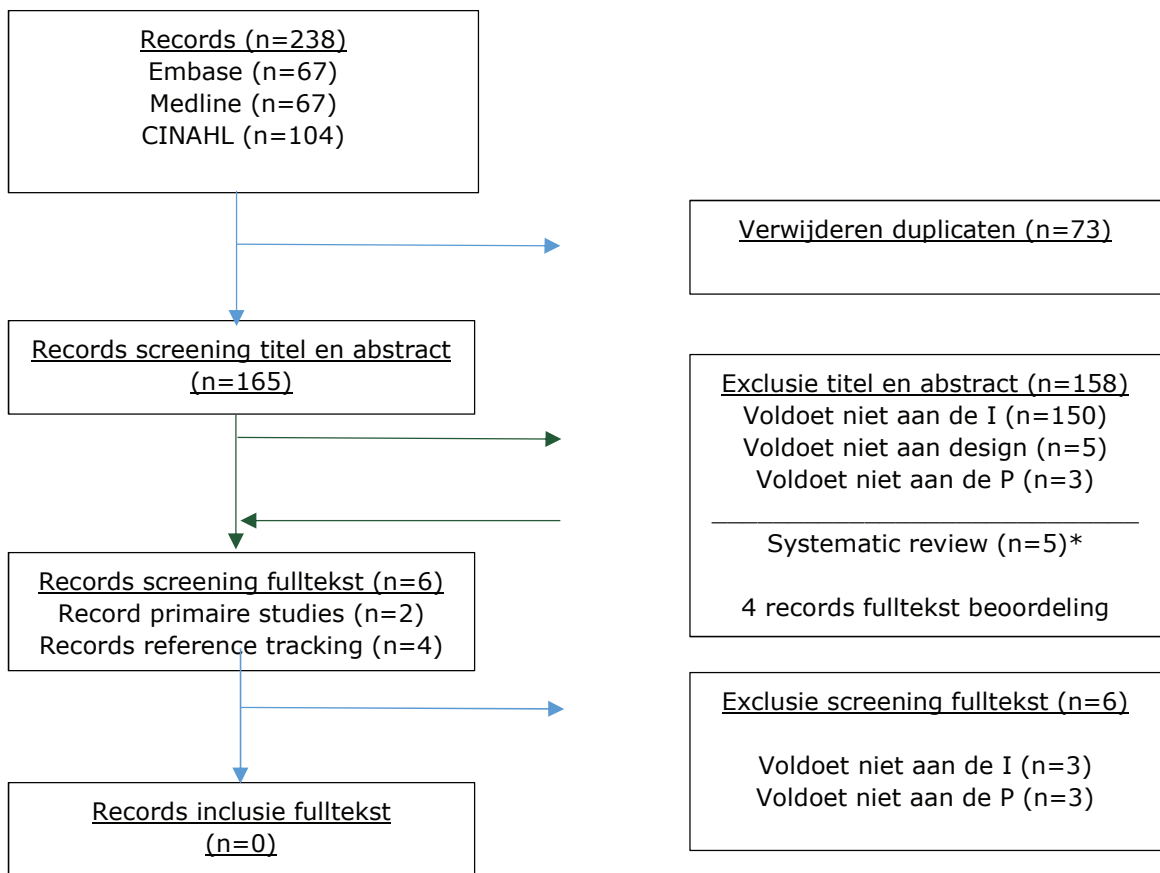 Records (n=238)
Embase (n=67)
Medline (n=67)
CINAHL (n=104)
Verwijderen duplicaten (n=73)
Records screening titel en abstract
(n=165)
Exclusie titel en abstract (n=158)
Voldoet niet aan de I (n=150)
Voldoet niet aan design (n=5)
Voldoet niet aan de P (n=3)
Systematic review (n=5)*
4 records fulltekst beoordeling
Records screening fulltekst (n=6)
Record primaire studies (n=2)
Records reference tracking (n=4)
Exclusie screening fulltekst (n=6)
Voldoet niet aan de I (n=3)
Voldoet niet aan de P (n=3)
Records inclusie fulltekst
(n=0)